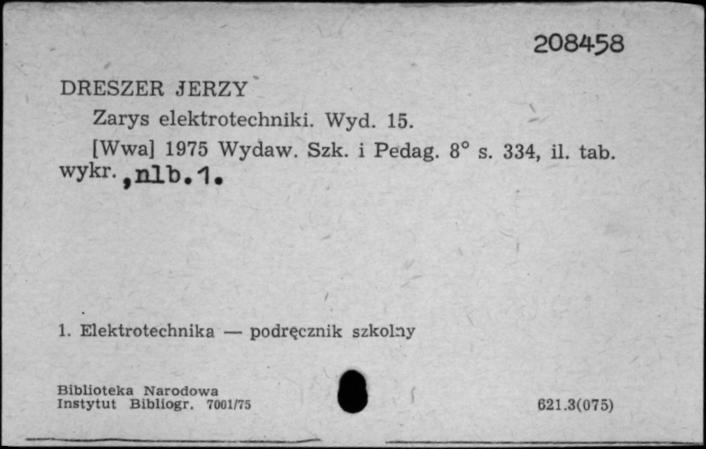 208458
DRESZER JERZY
Zarys elektrotechniki. Wyd. 15.
[Wwa] 1975 Wydaw. Szk. i Pedag. 8° s. 334, il. tab.
wykr. , nlb. 1.
1. Elektrotechnika — podręcznik szkolny
Biblioteka Narodowa
Instytut Bibliogr. 7001/75
621.3(075)